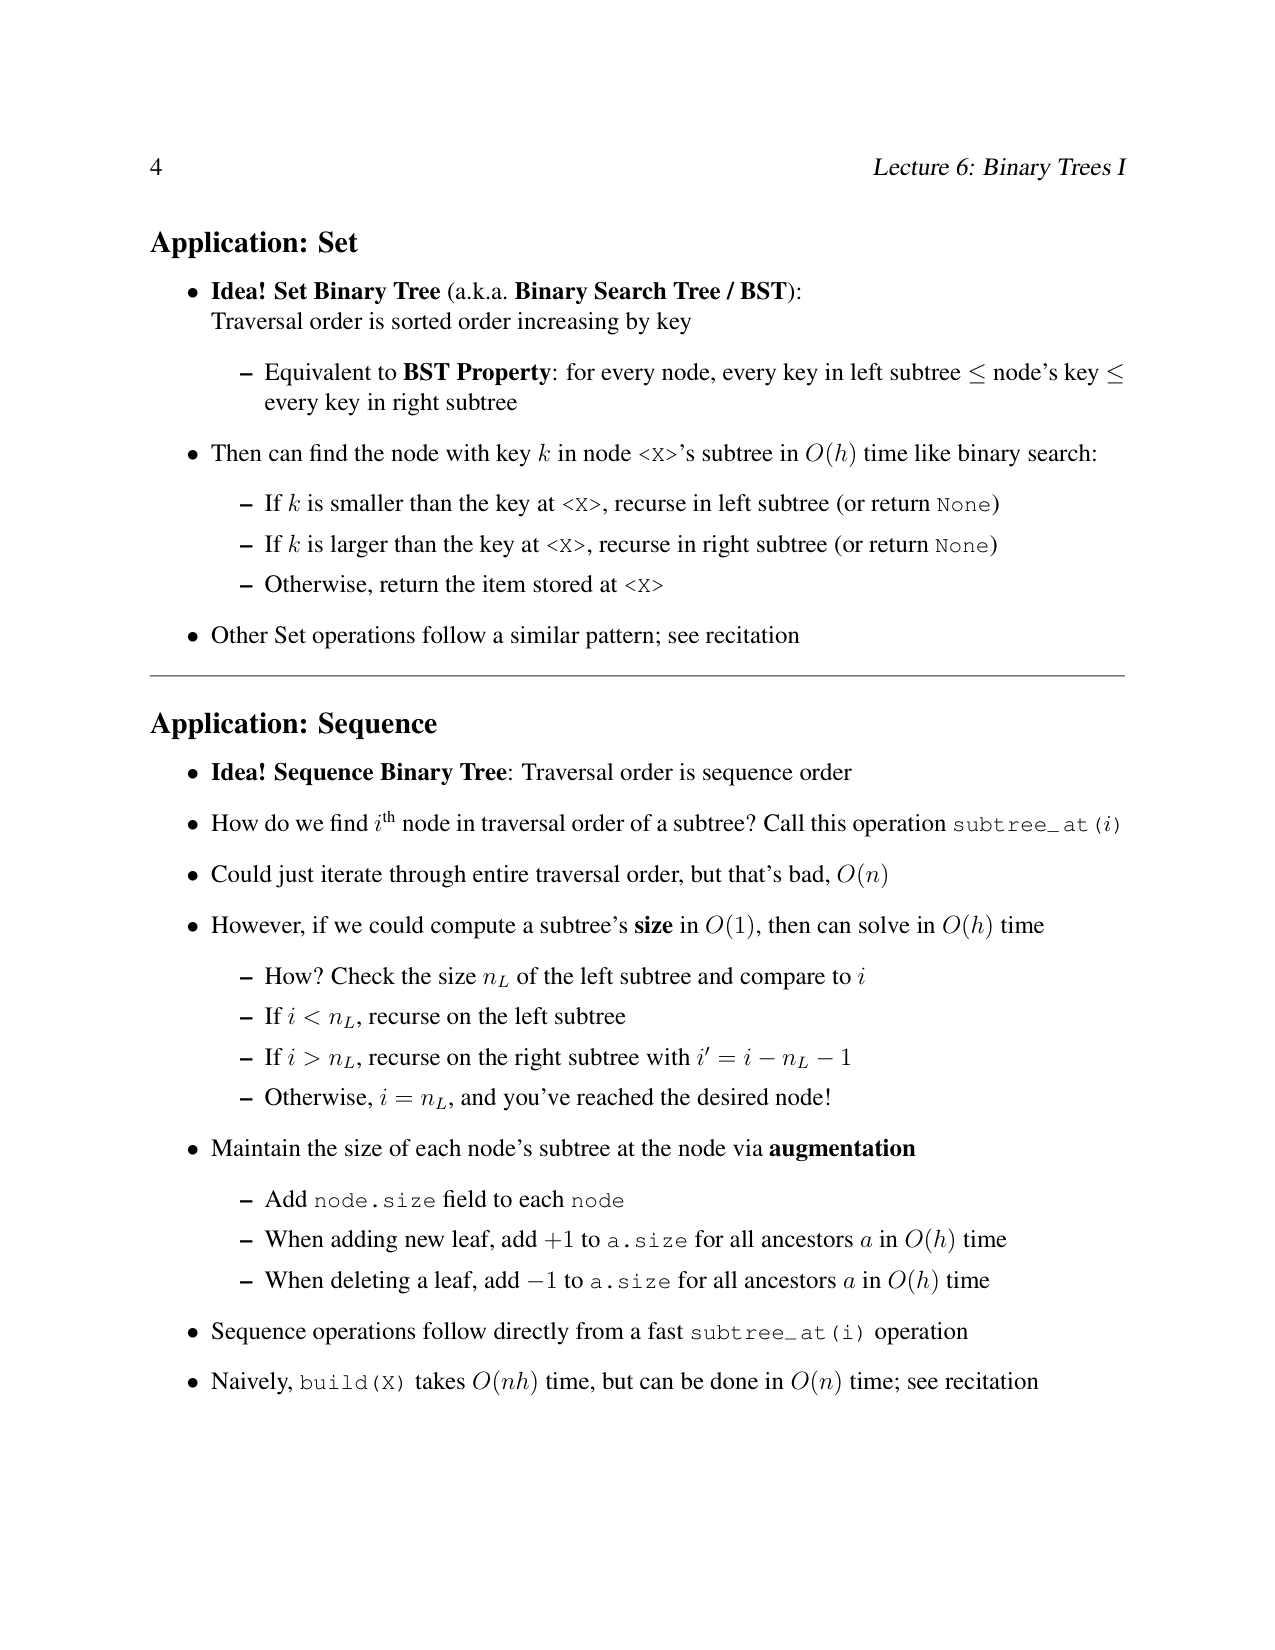 4 Lecture 6: Binary Trees I
Application: Set
• Idea! Set Binary Tree (a.k.a. Binary Search Tree / BST):
Traversal order is sorted order increasing by key
– Equivalent to BST Property: for every node, every key in left subtree ≤ node's key ≤
every key in right subtree
• Then can find the node with key k in node <X>'s subtree in O(h) time like binary search:
– If k is smaller than the key at <X>, recurse in left subtree (or return None)
– If k is larger than the key at <X>, recurse in right subtree (or return None)
– Otherwise, return the item stored at <X>
• Other Set operations follow a similar pattern; see recitation
Application: Sequence
• Idea! Sequence Binary Tree: Traversal order is sequence order
• How do we find iᵗʰ node in traversal order of a subtree? Call this operation subtree_at(i)
• Could just iterate through entire traversal order, but that's bad, O(n)
• However, if we could compute a subtree's size in O(1), then can solve in O(h) time
– How? Check the size n_L of the left subtree and compare to i
– If i < n_L, recurse on the left subtree
– If i > n_L, recurse on the right subtree with i′ = i − n_L − 1
– Otherwise, i = n_L, and you've reached the desired node!
• Maintain the size of each node's subtree at the node via augmentation
– Add node.size field to each node
– When adding new leaf, add +1 to a.size for all ancestors a in O(h) time
– When deleting a leaf, add −1 to a.size for all ancestors a in O(h) time
• Sequence operations follow directly from a fast subtree_at(i) operation
• Naively, build(X) takes O(nh) time, but can be done in O(n) time; see recitation